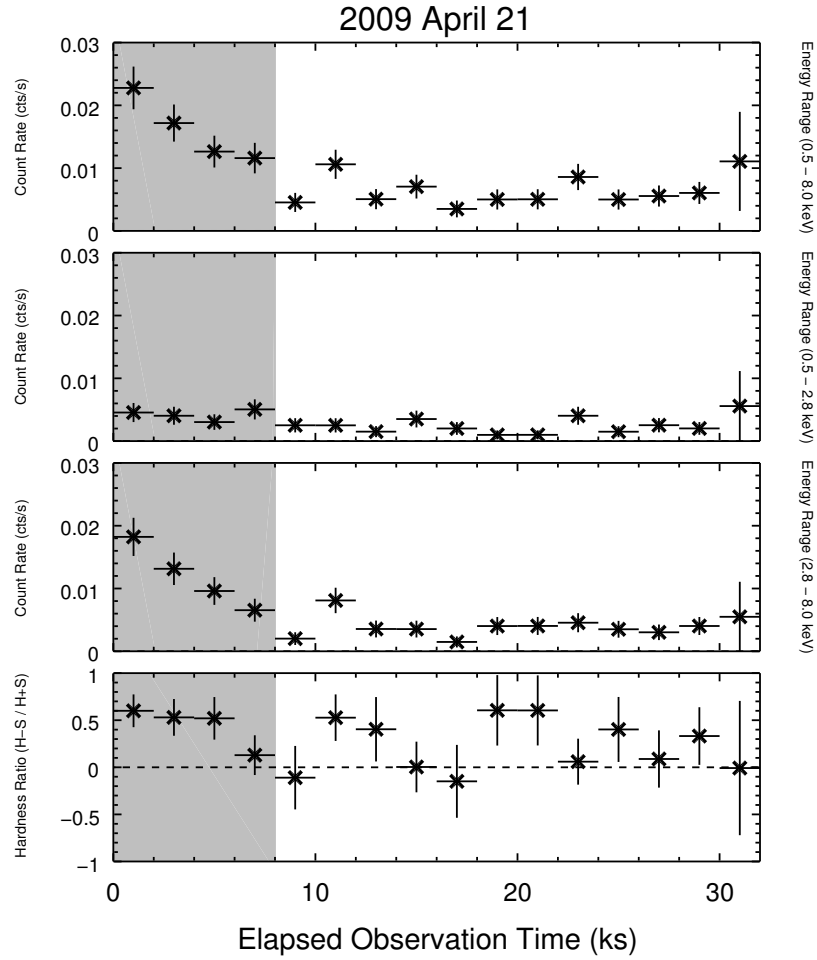 2009 April 21
0.03
0.02
0.01
0
Count Rate (cts/s)
Energy Range (0.5 – 8.0 keV)
0.03
0.02
0.01
0
Count Rate (cts/s)
Energy Range (0.5 – 2.8 keV)
0.03
0.02
0.01
0
Count Rate (cts/s)
Energy Range (2.8 – 8.0 keV)
1
0.5
0
−0.5
−1
Hardness Ratio (H−S / H+S)
0 10 20 30
Elapsed Observation Time (ks)